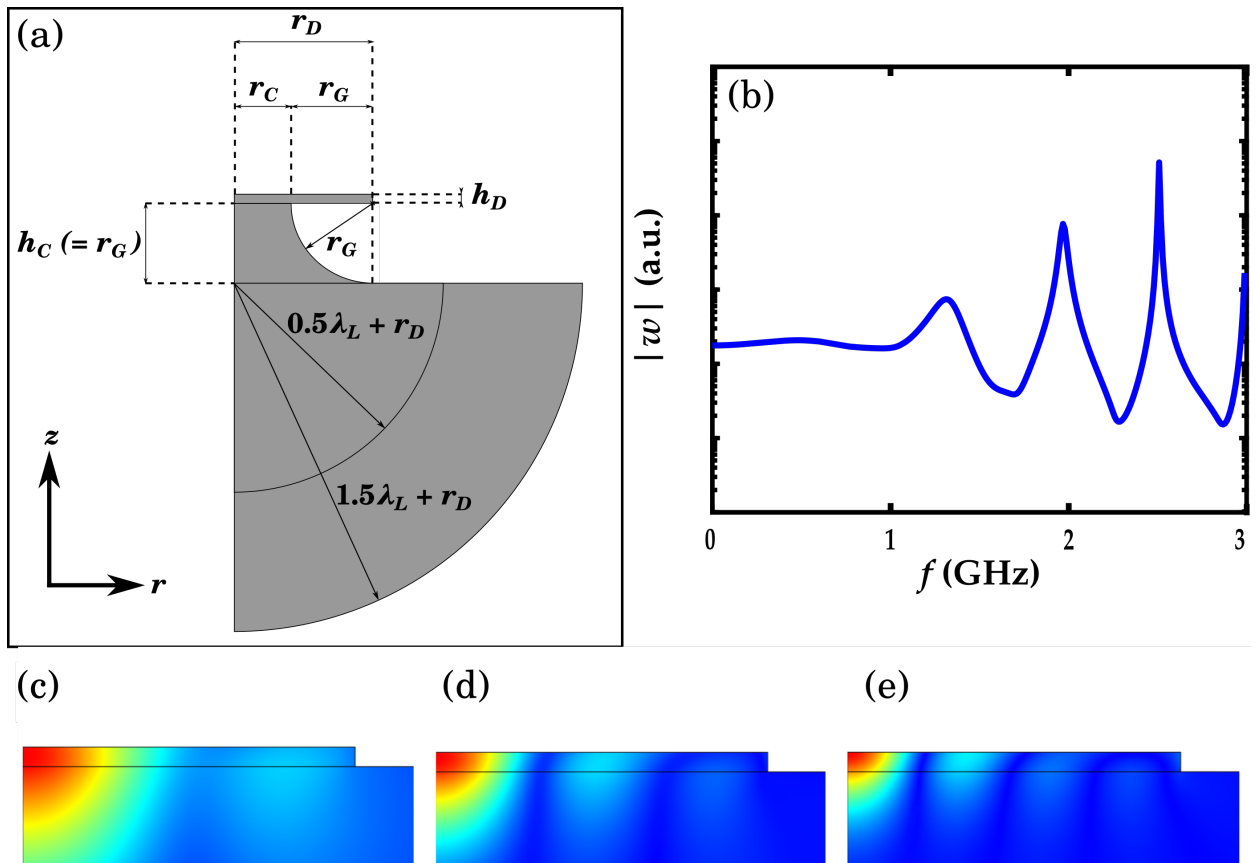 (a)
r_D
r_C
r_G
h_D
h_C (= r_G)
r_G
0.5λ_L + r_D
1.5λ_L + r_D
z
r
(b)
|w| (a.u.)
0 1 2 3
f (GHz)
(c) (d) (e)